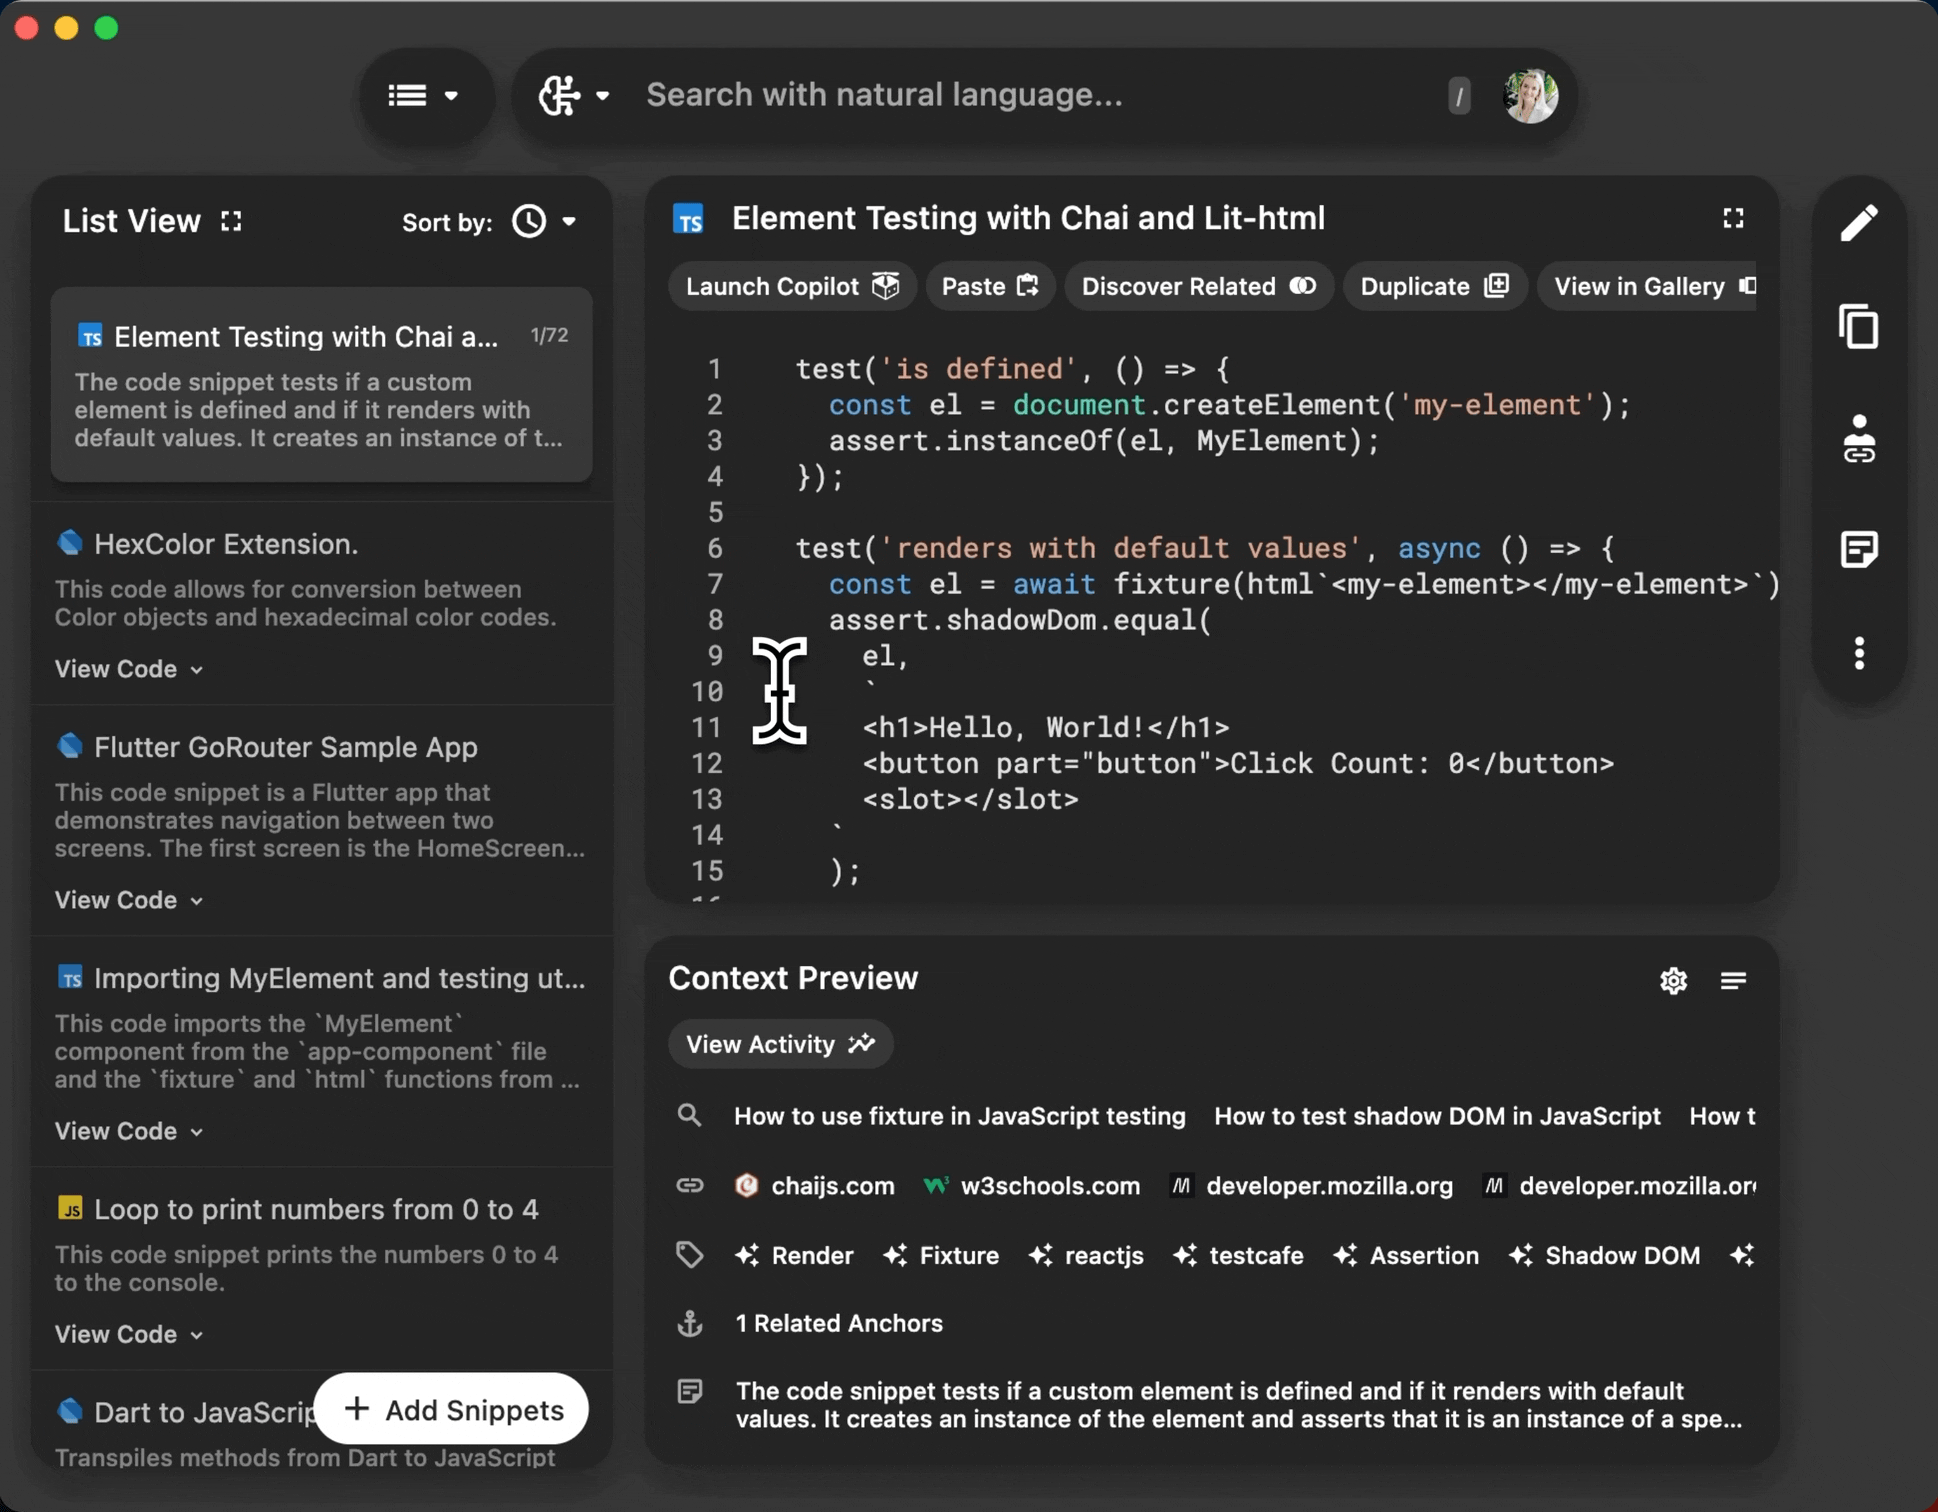 Search with natural language...
/
List View
Sort by:
TS Element Testing with Chai a...
1/72
The code snippet tests if a custom
element is defined and if it renders with
default values. It creates an instance of t...
HexColor Extension.
This code allows for conversion between
Color objects and hexadecimal color codes.
View Code
Flutter GoRouter Sample App
This code snippet is a Flutter app that
demonstrates navigation between two
screens. The first screen is the HomeScreen...
View Code
TS Importing MyElement and testing ut...
This code imports the `MyElement`
component from the `app-component` file
and the `fixture` and `html` functions from ...
View Code
JS Loop to print numbers from 0 to 4
This code snippet prints the numbers 0 to 4
to the console.
View Code
Dart to JavaScrip
+ Add Snippets
Transpiles methods from Dart to JavaScript
TS Element Testing with Chai and Lit-html
Launch Copilot
Paste
Discover Related
Duplicate
View in Gallery
1 test('is defined', () => {
2 const el = document.createElement('my-element');
3 assert.instanceOf(el, MyElement);
4 });
5
6 test('renders with default values', async () => {
7 const el = await fixture(html`<my-element></my-element>`)
8 assert.shadowDom.equal(
9 el,
10 `
11 <h1>Hello, World!</h1>
12 <button part="button">Click Count: 0</button>
13 <slot></slot>
14 `
15 );
Context Preview
View Activity
How to use fixture in JavaScript testing How to test shadow DOM in JavaScript How t
chaijs.com w3schools.com developer.mozilla.org developer.mozilla.or
Render Fixture reactjs testcafe Assertion Shadow DOM
1 Related Anchors
The code snippet tests if a custom element is defined and if it renders with default
values. It creates an instance of the element and asserts that it is an instance of a spe...